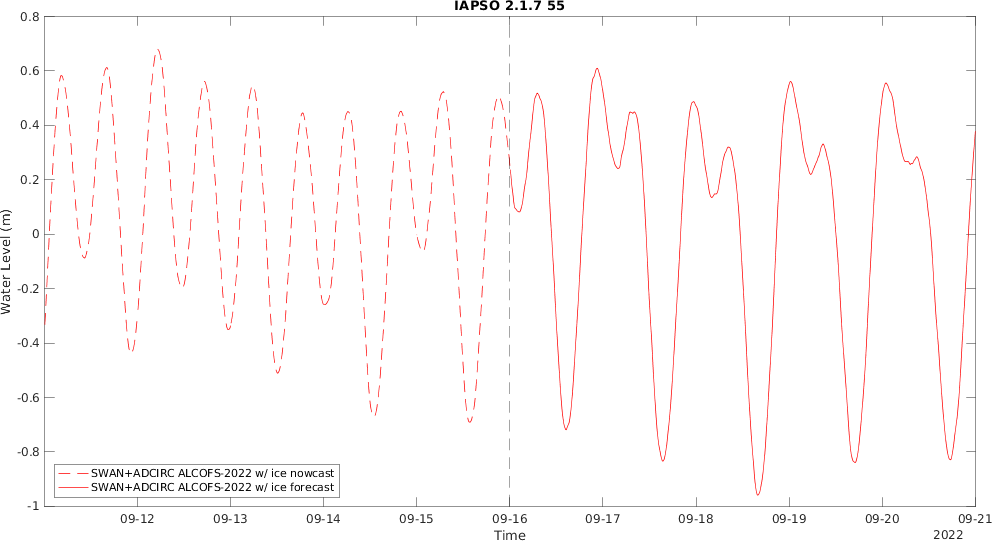 IAPSO 2.1.7 55
Water Level (m)
0.8
0.6
0.4
0.2
0
-0.2
-0.4
-0.6
-0.8
-1
SWAN+ADCIRC ALCOFS-2022 w/ ice nowcast
SWAN+ADCIRC ALCOFS-2022 w/ ice forecast
09-12 09-13 09-14 09-15 09-16 09-17 09-18 09-19 09-20 09-21
Time
2022